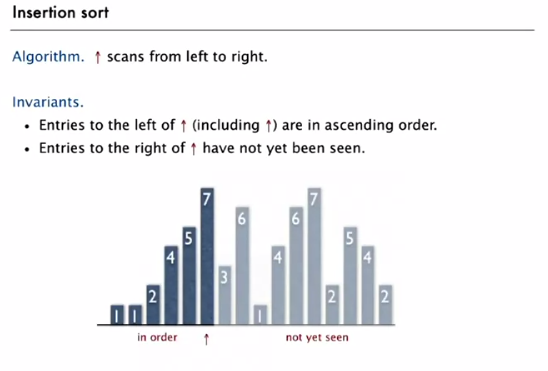 Insertion sort
Algorithm. ↑ scans from left to right.
Invariants.
• Entries to the left of ↑ (including ↑) are in ascending order.
• Entries to the right of ↑ have not yet been seen.
1 1 2 4 5 7 3 6 1 4 6 7 2 5 4 2
in order ↑ not yet seen